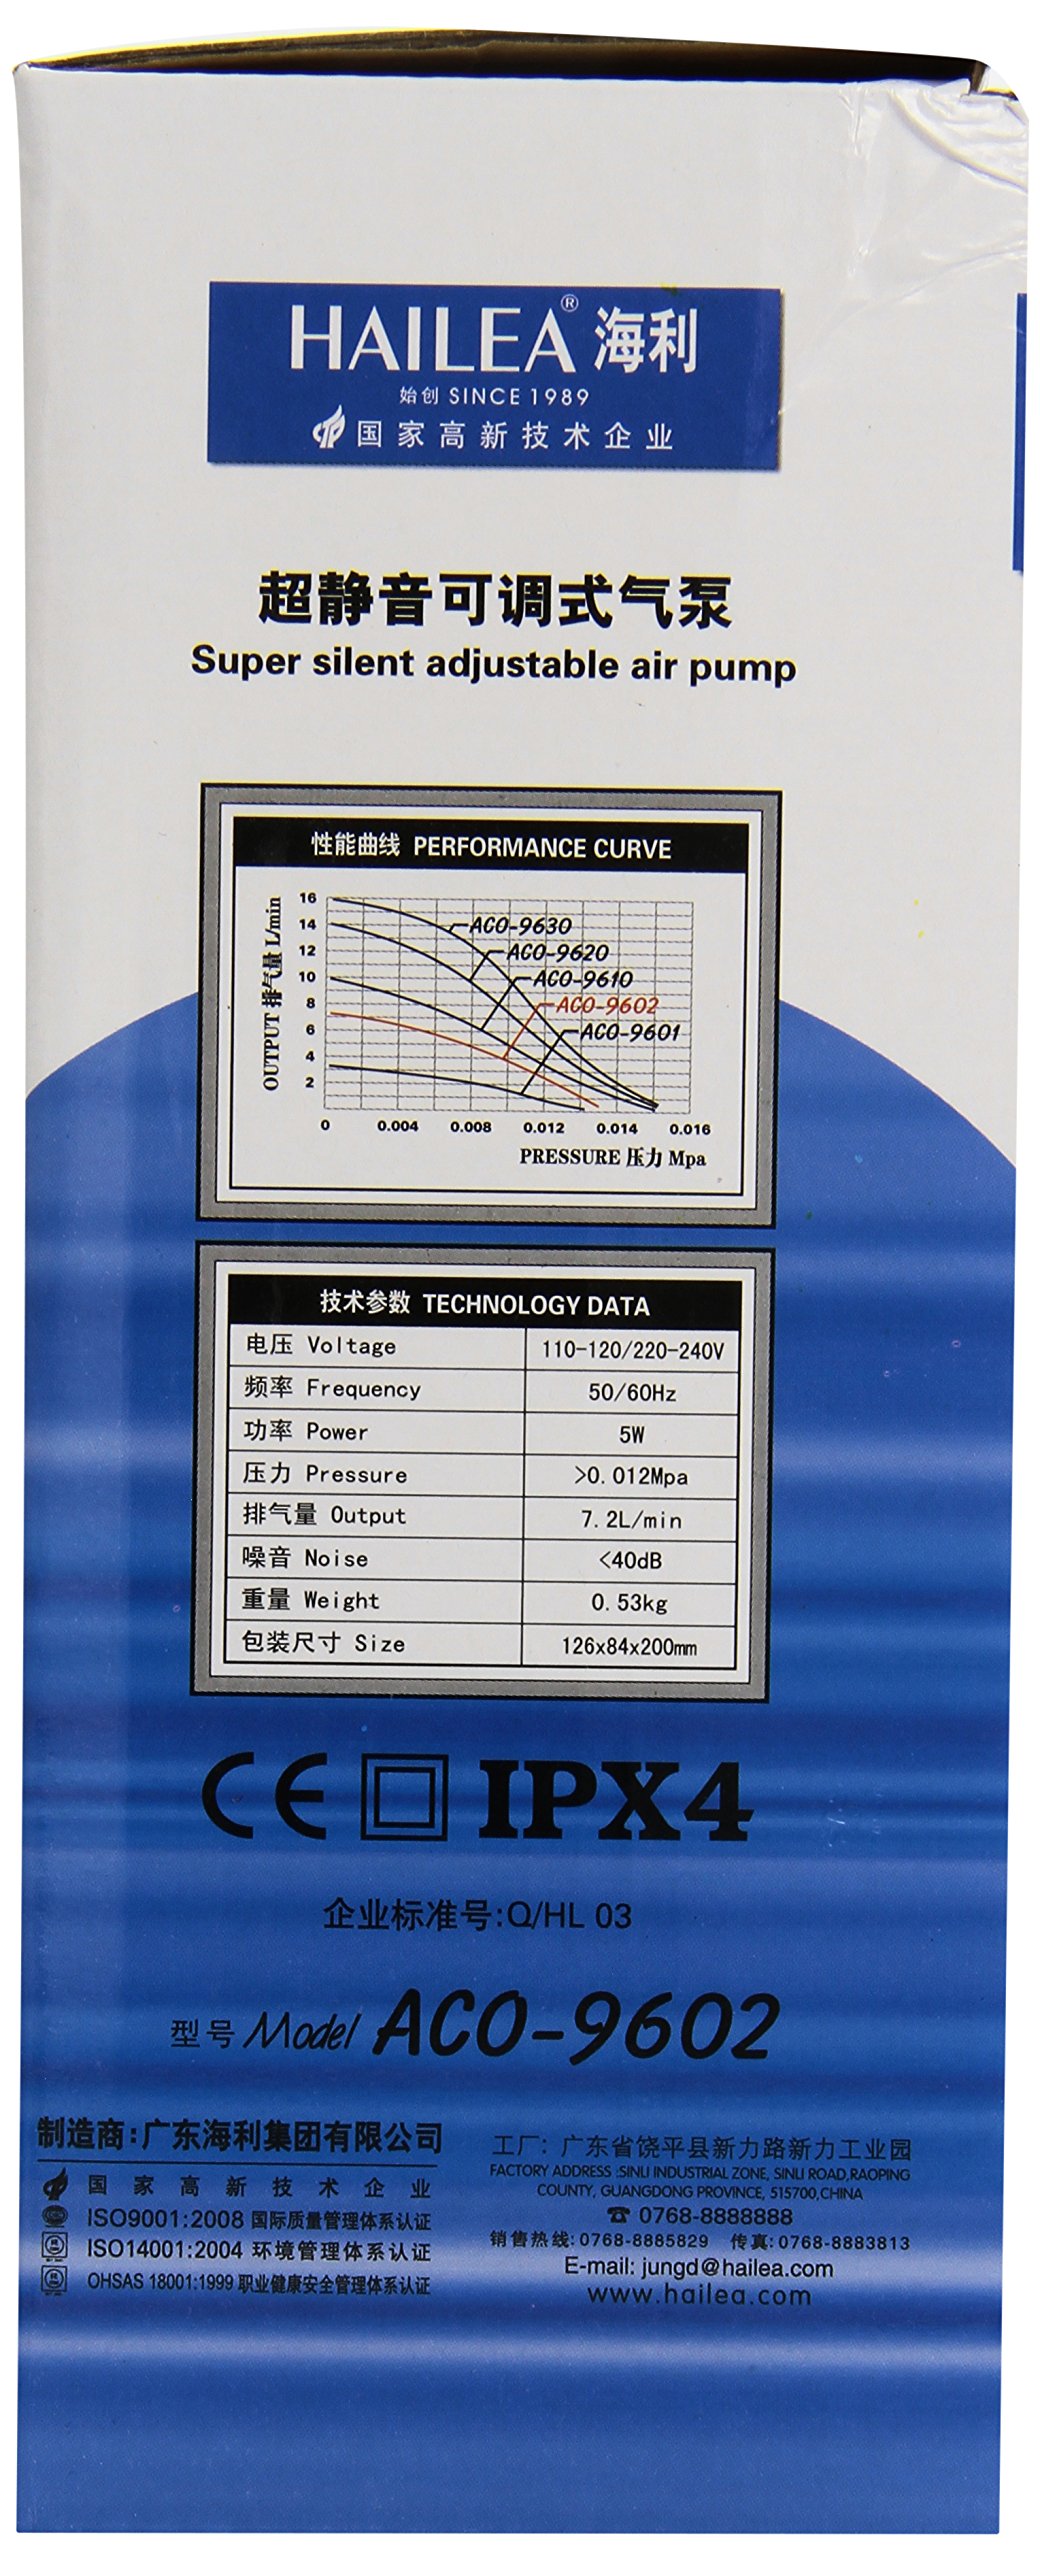 HAILEA® 海利
始创 SINCE 1989
国家高新技术企业
超静音可调式气泵
Super silent adjustable air pump
性能曲线 PERFORMANCE CURVE
OUTPUT 排气量 L/min
16
14
12
10
8
6
4
2
ACO-9630
ACO-9620
ACO-9610
ACO-9602
ACO-9601
0 0.004 0.008 0.012 0.014 0.016
PRESSURE 压力 Mpa
技术参数 TECHNOLOGY DATA
电压 Voltage 110-120/220-240V
频率 Frequency 50/60Hz
功率 Power 5W
压力 Pressure >0.012Mpa
排气量 Output 7.2L/min
噪音 Noise <40dB
重量 Weight 0.53kg
包装尺寸 Size 126x84x200mm
CE IPX4
企业标准号:Q/HL 03
型号 Model ACO-9602
制造商:广东海利集团有限公司
国家高新技术企业
ISO9001:2008 国际质量管理体系认证
ISO14001:2004 环境管理体系认证
OHSAS 18001:1999 职业健康安全管理体系认证
工厂: 广东省饶平县新力路新力工业园
FACTORY ADDRESS :SINLI INDUSTRIAL ZONE, SINLI ROAD,RAOPING
COUNTY, GUANGDONG PROVINCE, 515700,CHINA
☎ 0768-8888888
销售热线:0768-8885829 传真:0768-8883813
E-mail: jungd@hailea.com
www.hailea.com